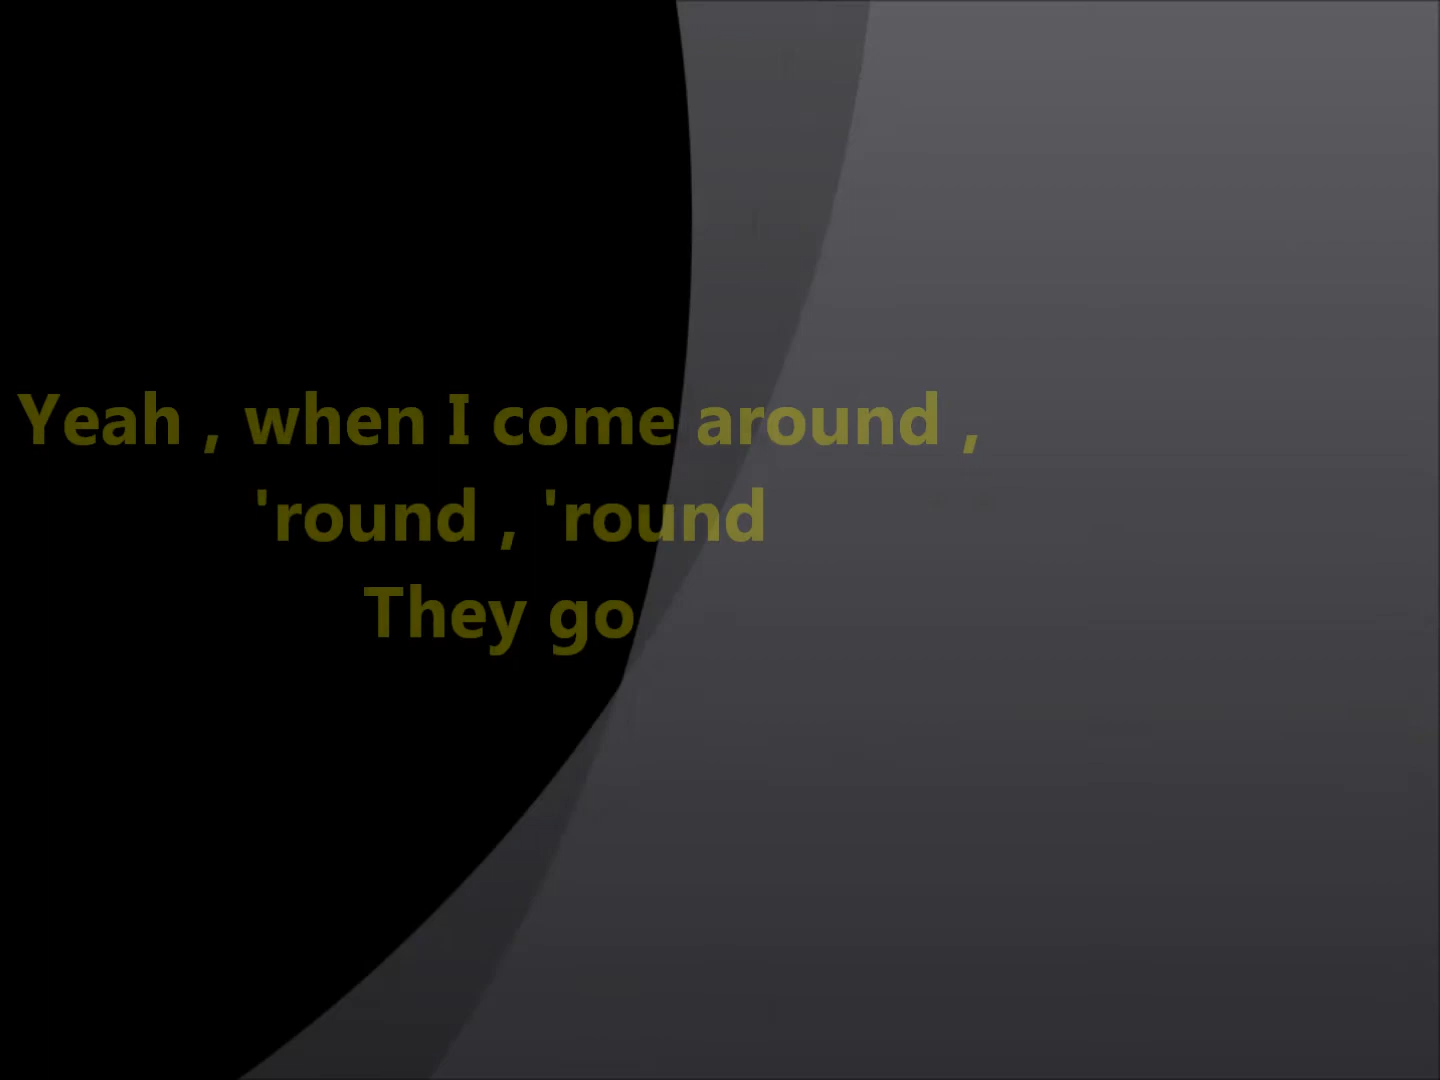 Yeah , when I come around ,
'round , 'round
They go